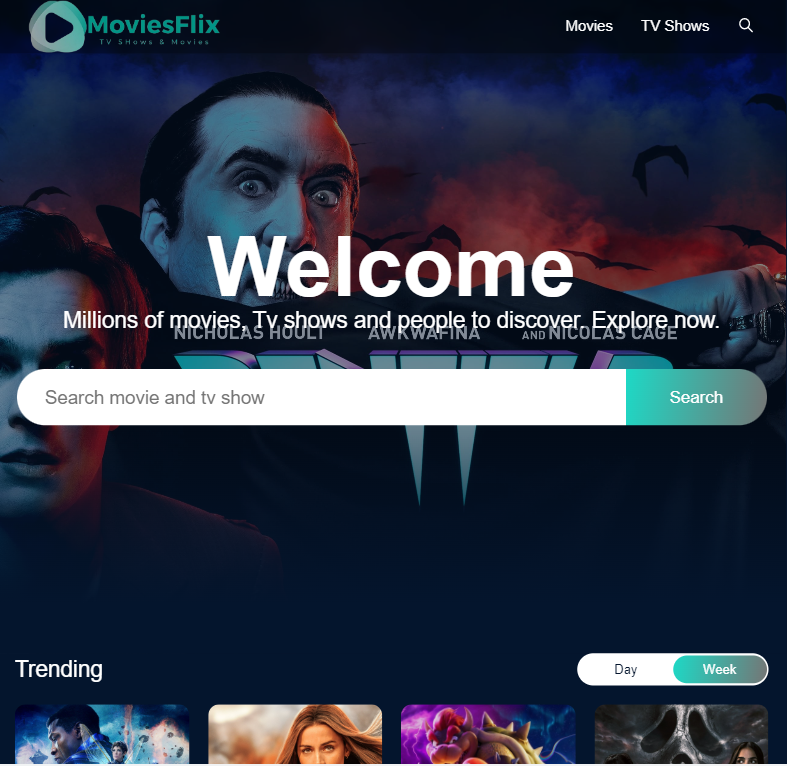 MoviesFlix
TV SHows & Movies
Movies
TV Shows
Welcome
Millions of movies, Tv shows and people to discover. Explore now.
NICHOLAS HOULT AWKWAFINA AND NICOLAS CAGE
Search movie and tv show
Search
Trending
Day
Week